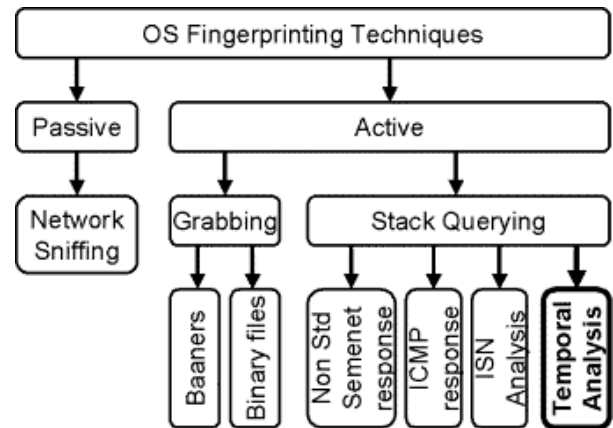 OS Fingerprinting Techniques
Passive
Active
Network
Sniffing
Grabbing
Stack Querying
Baaners
Binary files
Non Std
Semenet
response
ICMP
response
ISN
Analysis
Temporal
Analysis